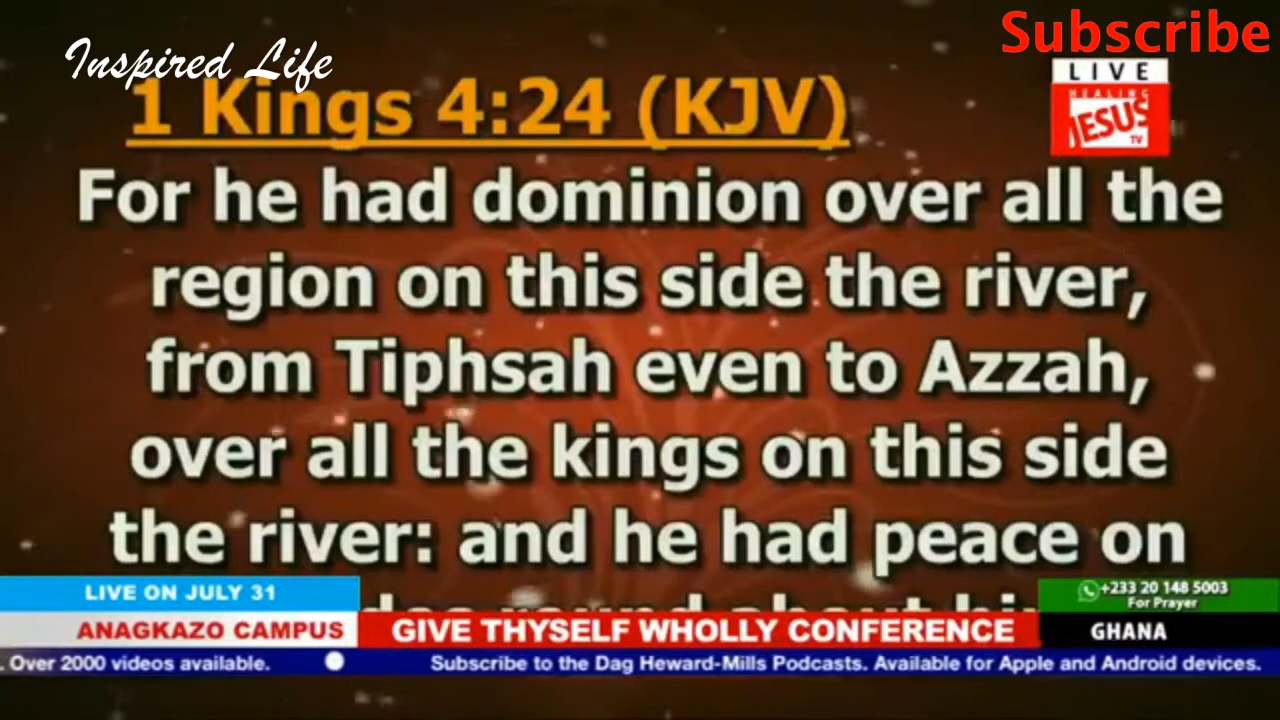 Inspired Life
Subscribe
LIVE
HEALING
JESUS
TV
1 Kings 4:24 (KJV)
For he had dominion over all the
region on this side the river,
from Tiphsah even to Azzah,
over all the kings on this side
the river: and he had peace on
round about
LIVE ON JULY 31
+233 20 148 5003
For Prayer
ANAGKAZO CAMPUS
GIVE THYSELF WHOLLY CONFERENCE
GHANA
. Over 2000 videos available.
Subscribe to the Dag Heward-Mills Podcasts. Available for Apple and Android devices.